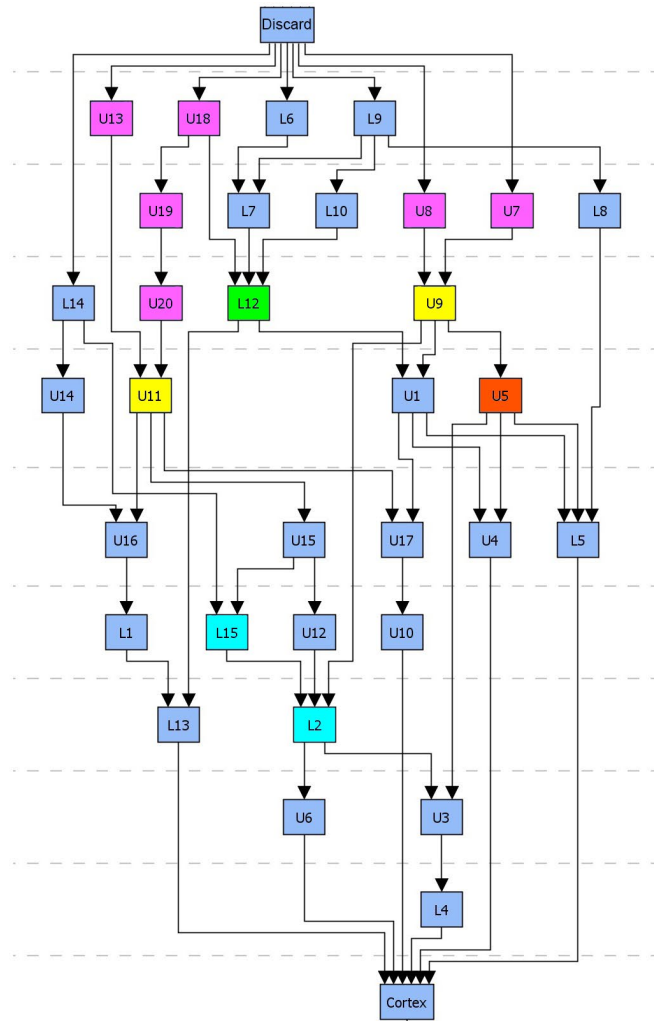 Discard
U13 U18 L6 L9
U19 L7 L10 U8 U7 L8
L14 U20 L12 U9
U14 U11 U1 U5
U16 U15 U17 U4 L5
L1 L15 U12 U10
L13 L2
U6 U3
L4
Cortex